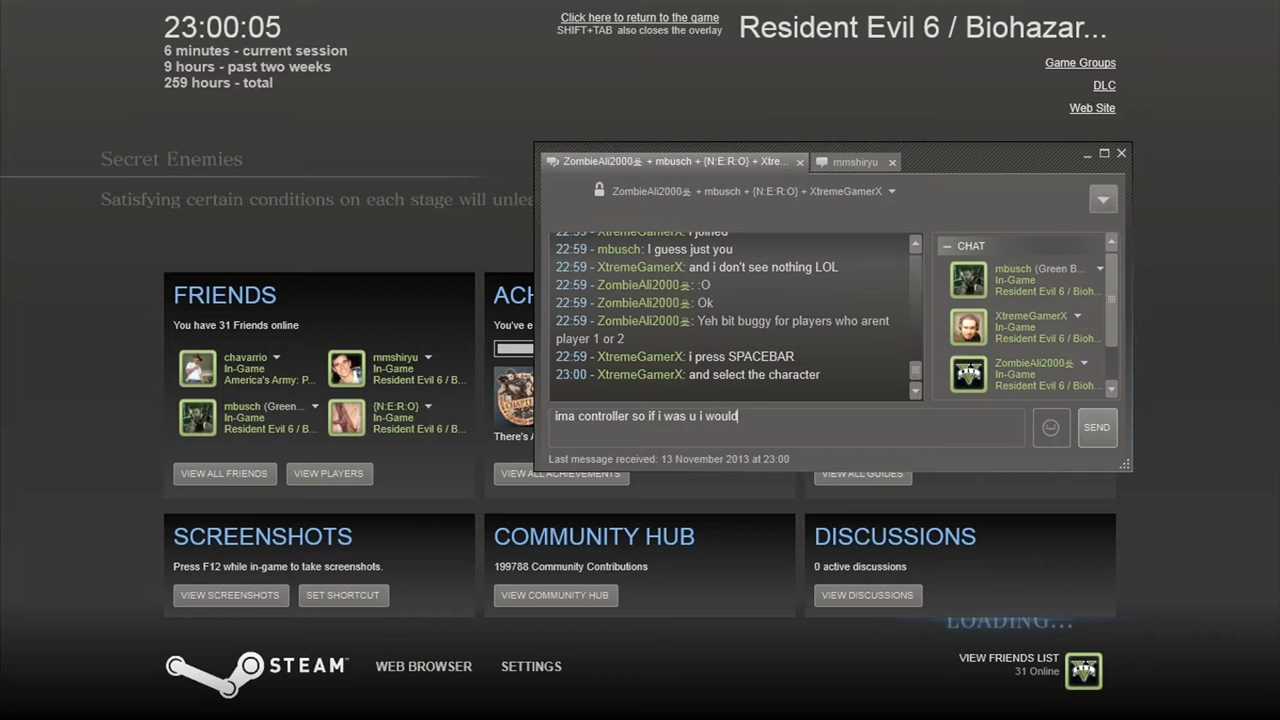 23:00:05
6 minutes - current session
9 hours - past two weeks
259 hours - total
Click here to return to the game
SHIFT+TAB also closes the overlay
Resident Evil 6 / Biohazar...
Game Groups
DLC
Web Site
Secret Enemies
Satisfying certain conditions on each stage will
ZombieAli2000 + mbusch + {N:E:R:O} + Xtre...
mmshiryu
ZombieAli2000 + mbusch + {N:E:R:O} + XtremeGamerX
22:59 - XtremeGamerX: i joined
22:59 - mbusch: I guess just you
22:59 - XtremeGamerX: and i don't see nothing LOL
22:59 - ZombieAli2000: :O
22:59 - ZombieAli2000: Ok
22:59 - ZombieAli2000: Yeh bit buggy for players who arent
player 1 or 2
22:59 - XtremeGamerX: i press SPACEBAR
23:00 - XtremeGamerX: and select the character
CHAT
mbusch (Green B...
In-Game
Resident Evil 6 / Bioh...
XtremeGamerX
In-Game
Resident Evil 6 / Bioh...
ZombieAli2000
In-Game
Resident Evil 6 / Bioh...
ima controller so if i was u i would
SEND
Last message received: 13 November 2013 at 23:00
FRIENDS
You have 31 Friends online
chavarrio
In-Game
America's Army: P...
mmshiryu
In-Game
Resident Evil 6 / B...
mbusch (Green...
In-Game
Resident Evil 6 / B...
{N:E:R:O}
In-Game
Resident Evil 6 / B...
VIEW ALL FRIENDS
VIEW PLAYERS
ACH
You've e
CHAPT
There's A
VIEW ALL ACHIEVEMENTS
VIEW ALL GUIDES
SCREENSHOTS
Press F12 while in-game to take screenshots.
VIEW SCREENSHOTS
SET SHORTCUT
COMMUNITY HUB
199788 Community Contributions
VIEW COMMUNITY HUB
DISCUSSIONS
0 active discussions
VIEW DISCUSSIONS
LOADING...
STEAM
WEB BROWSER
SETTINGS
VIEW FRIENDS LIST
31 Online